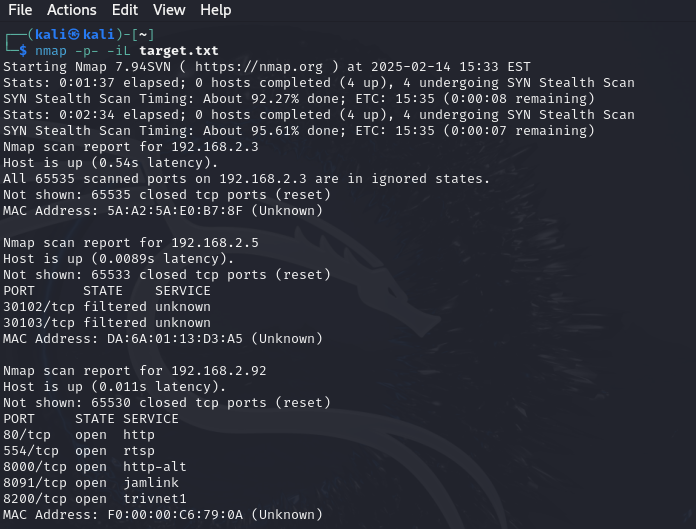 File Actions Edit View Help
┌──(kali㉿kali)-[~]
└─$ nmap -p- -iL target.txt
Starting Nmap 7.94SVN ( https://nmap.org ) at 2025-02-14 15:33 EST
Stats: 0:01:37 elapsed; 0 hosts completed (4 up), 4 undergoing SYN Stealth Scan
SYN Stealth Scan Timing: About 92.27% done; ETC: 15:35 (0:00:08 remaining)
Stats: 0:02:34 elapsed; 0 hosts completed (4 up), 4 undergoing SYN Stealth Scan
SYN Stealth Scan Timing: About 95.61% done; ETC: 15:35 (0:00:07 remaining)
Nmap scan report for 192.168.2.3
Host is up (0.54s latency).
All 65535 scanned ports on 192.168.2.3 are in ignored states.
Not shown: 65535 closed tcp ports (reset)
MAC Address: 5A:A2:5A:E0:B7:8F (Unknown)
Nmap scan report for 192.168.2.5
Host is up (0.0089s latency).
Not shown: 65533 closed tcp ports (reset)
PORT STATE SERVICE
30102/tcp filtered unknown
30103/tcp filtered unknown
MAC Address: DA:6A:01:13:D3:A5 (Unknown)
Nmap scan report for 192.168.2.92
Host is up (0.011s latency).
Not shown: 65530 closed tcp ports (reset)
PORT STATE SERVICE
80/tcp open http
554/tcp open rtsp
8000/tcp open http-alt
8091/tcp open jamlink
8200/tcp open trivnet1
MAC Address: F0:00:00:C6:79:0A (Unknown)